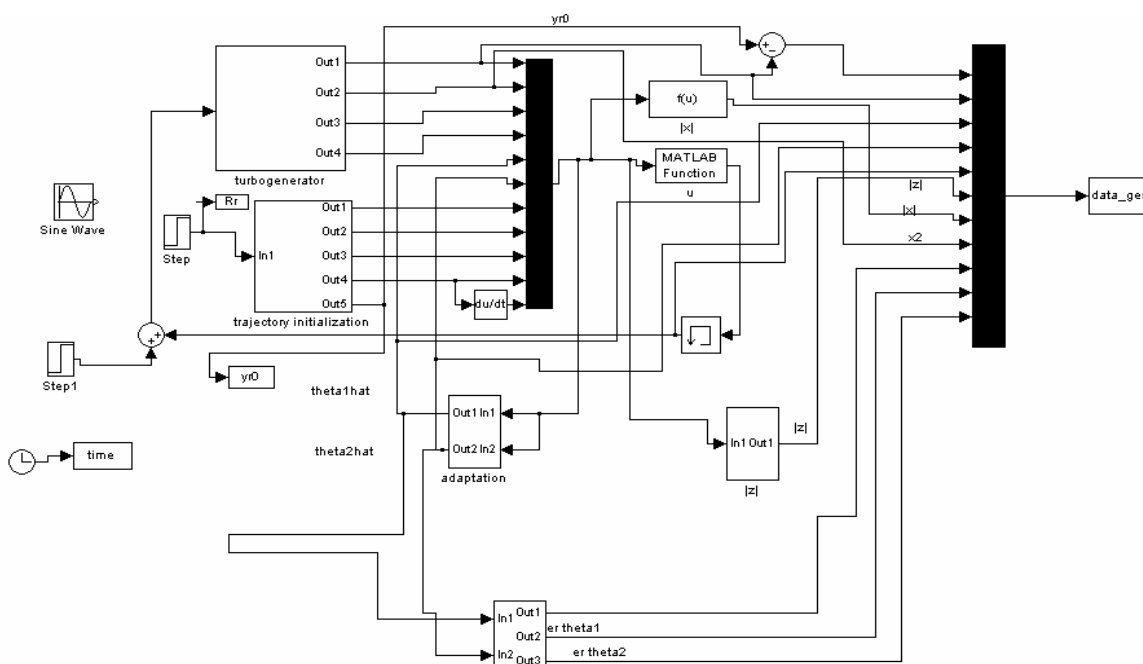 yr0
Out1
Out2
Out3
Out4
turbogenerator
f(u)
|x|
MATLAB
Function
u
Sine Wave
Rr
Step
In1
Out1
Out2
Out3
Out4
Out5
du/dt
trajectory initialization
|z|
|x|
x2
Step1
yr0
theta1hat
theta2hat
Out1 In1
Out2 In2
adaptation
time
In1 Out1
|z|
|z|
In1
In2
Out1
Out2
Out3
er theta1
er theta2